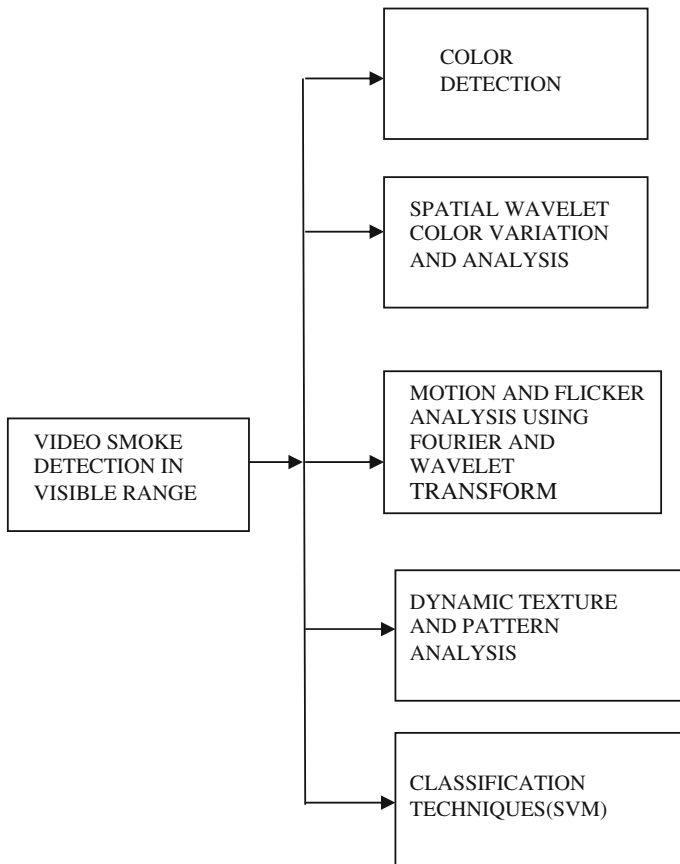 COLOR
DETECTION
SPATIAL WAVELET
COLOR VARIATION
AND ANALYSIS
VIDEO SMOKE
DETECTION IN
VISIBLE RANGE
MOTION AND FLICKER
ANALYSIS USING
FOURIER AND
WAVELET
TRANSFORM
DYNAMIC TEXTURE
AND PATTERN
ANALYSIS
CLASSIFICATION
TECHNIQUES(SVM)